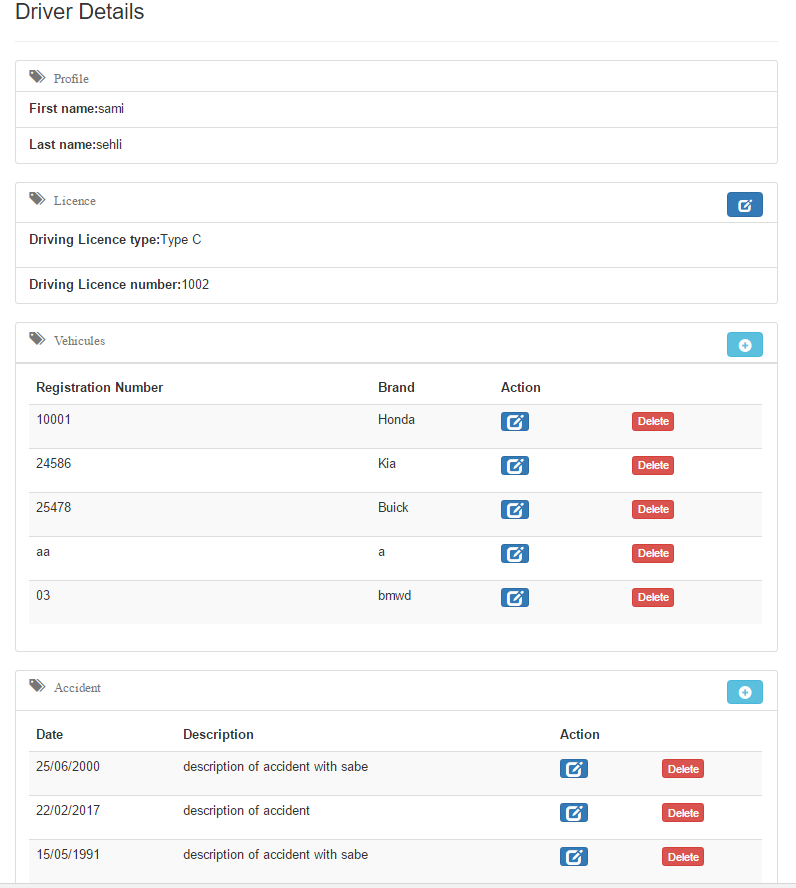 Driver Details
Profile
First name:sami
Last name:sehli
Licence
Driving Licence type:Type C
Driving Licence number:1002
Vehicules
Registration Number Brand Action
10001 Honda Delete
24586 Kia Delete
25478 Buick Delete
aa a Delete
03 bmwd Delete
Accident
Date Description Action
25/06/2000 description of accident with sabe Delete
22/02/2017 description of accident Delete
15/05/1991 description of accident with sabe Delete